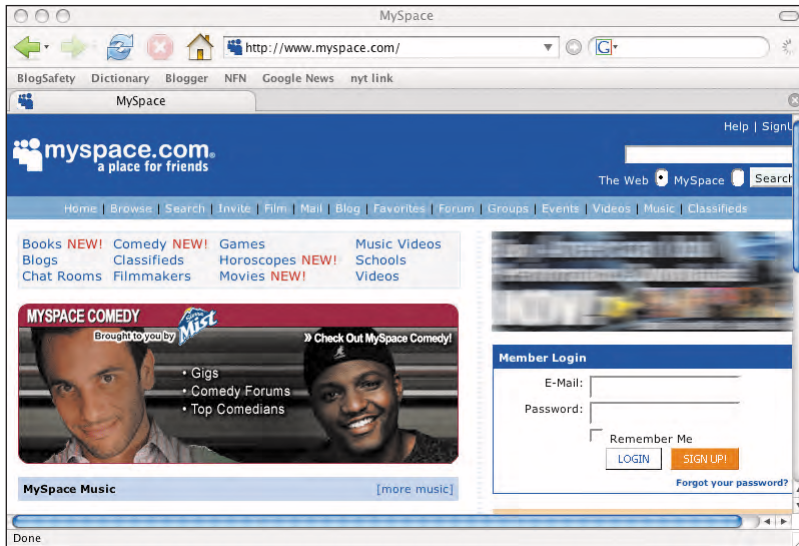 MySpace
http://www.myspace.com/
G
BlogSafety Dictionary Blogger NFN Google News nyt link
MySpace
Help | SignU
myspace.com®
a place for friends
The Web MySpace Search
Home | Browse | Search | Invite | Film | Mail | Blog | Favorites | Forum | Groups | Events | Videos | Music | Classifieds
Books NEW! Comedy NEW! Games Music Videos
Blogs Classifieds Horoscopes NEW! Schools
Chat Rooms Filmmakers Movies NEW! Videos
MYSPACE COMEDY
Brought to you by Sierra Mist
» Check Out MySpace Comedy!
• Gigs
• Comedy Forums
• Top Comedians
Member Login
E-Mail:
Password:
Remember Me
LOGIN SIGN UP!
Forgot your password?
MySpace Music [more music]
Done